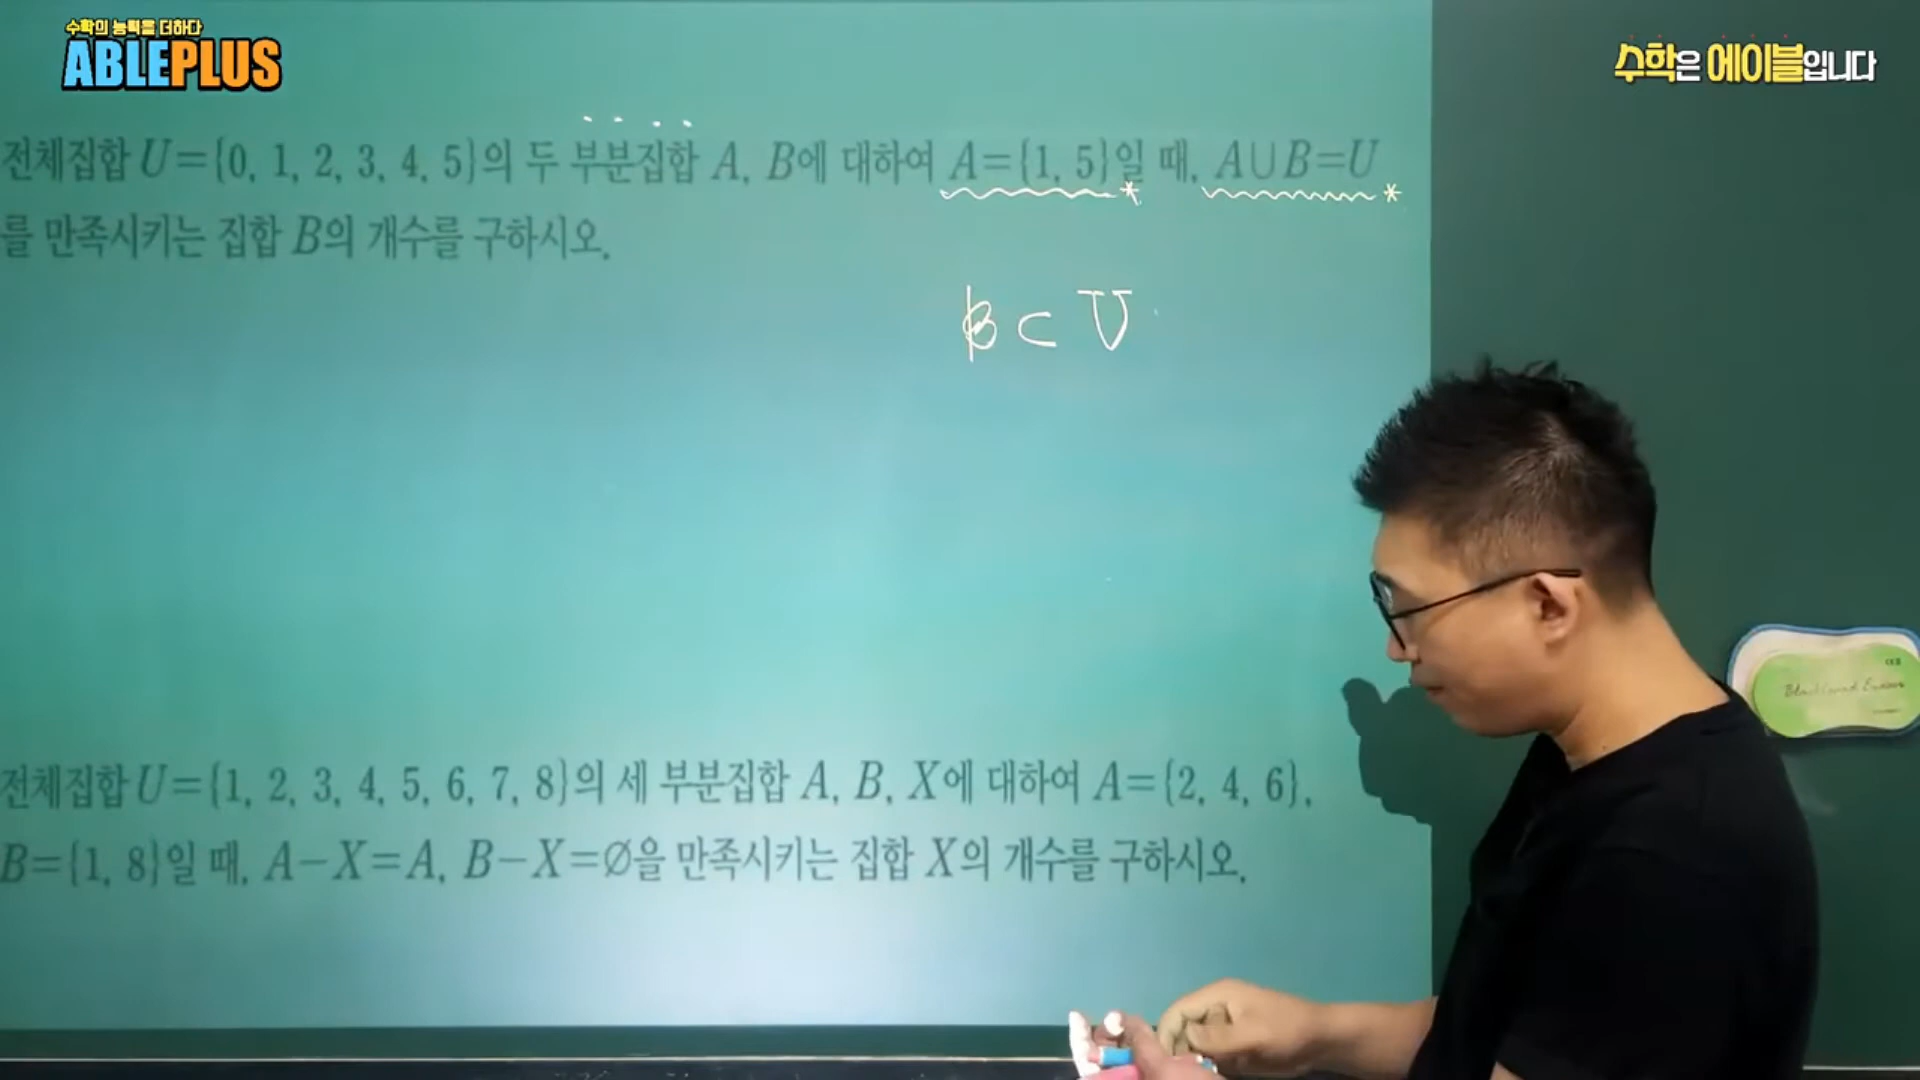 수학의 능력을 더하다
ABLEPLUS
수학은 에이블입니다
전체집합 U={0, 1, 2, 3, 4, 5}의 두 부분집합 A, B에 대하여 A={1, 5}일 때, A∪B=U
를 만족시키는 집합 B의 개수를 구하시오.
B ⊂ U
전체집합 U={1, 2, 3, 4, 5, 6, 7, 8}의 세 부분집합 A, B, X에 대하여 A={2, 4, 6},
B={1, 8}일 때, A−X=A, B−X=∅을 만족시키는 집합 X의 개수를 구하시오.
Blackboard Eraser